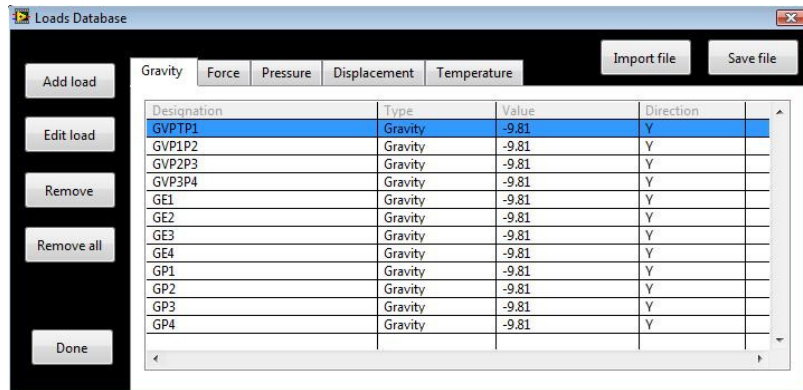 Loads Database
Import file Save file
Add load
Gravity Force Pressure Displacement Temperature
Designation Type Value Direction
GVPTP1 Gravity -9.81 Y
Edit load
GVP1P2 Gravity -9.81 Y
GVP2P3 Gravity -9.81 Y
GVP3P4 Gravity -9.81 Y
Remove
GE1 Gravity -9.81 Y
GE2 Gravity -9.81 Y
GE3 Gravity -9.81 Y
Remove all
GE4 Gravity -9.81 Y
GP1 Gravity -9.81 Y
GP2 Gravity -9.81 Y
GP3 Gravity -9.81 Y
GP4 Gravity -9.81 Y
Done